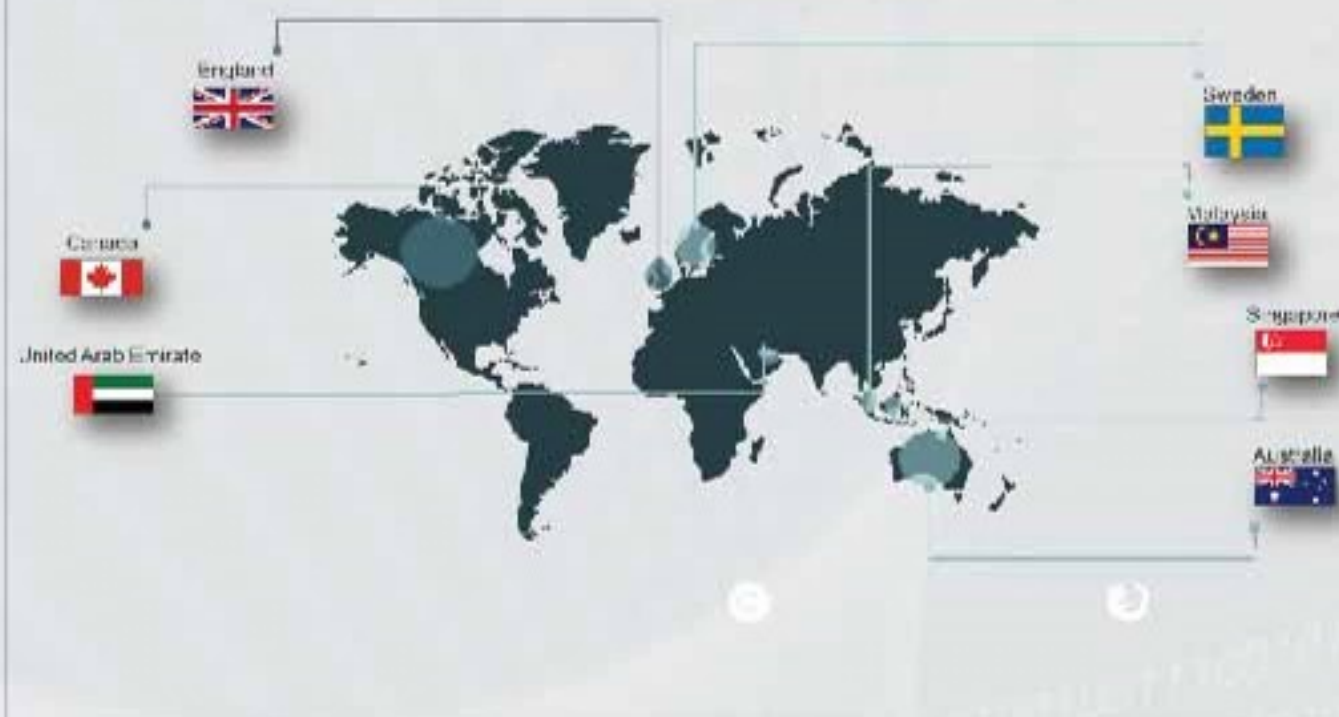 England
Sweden
Canada
Malaysia
United Arab Emirate
Singapore
Australia